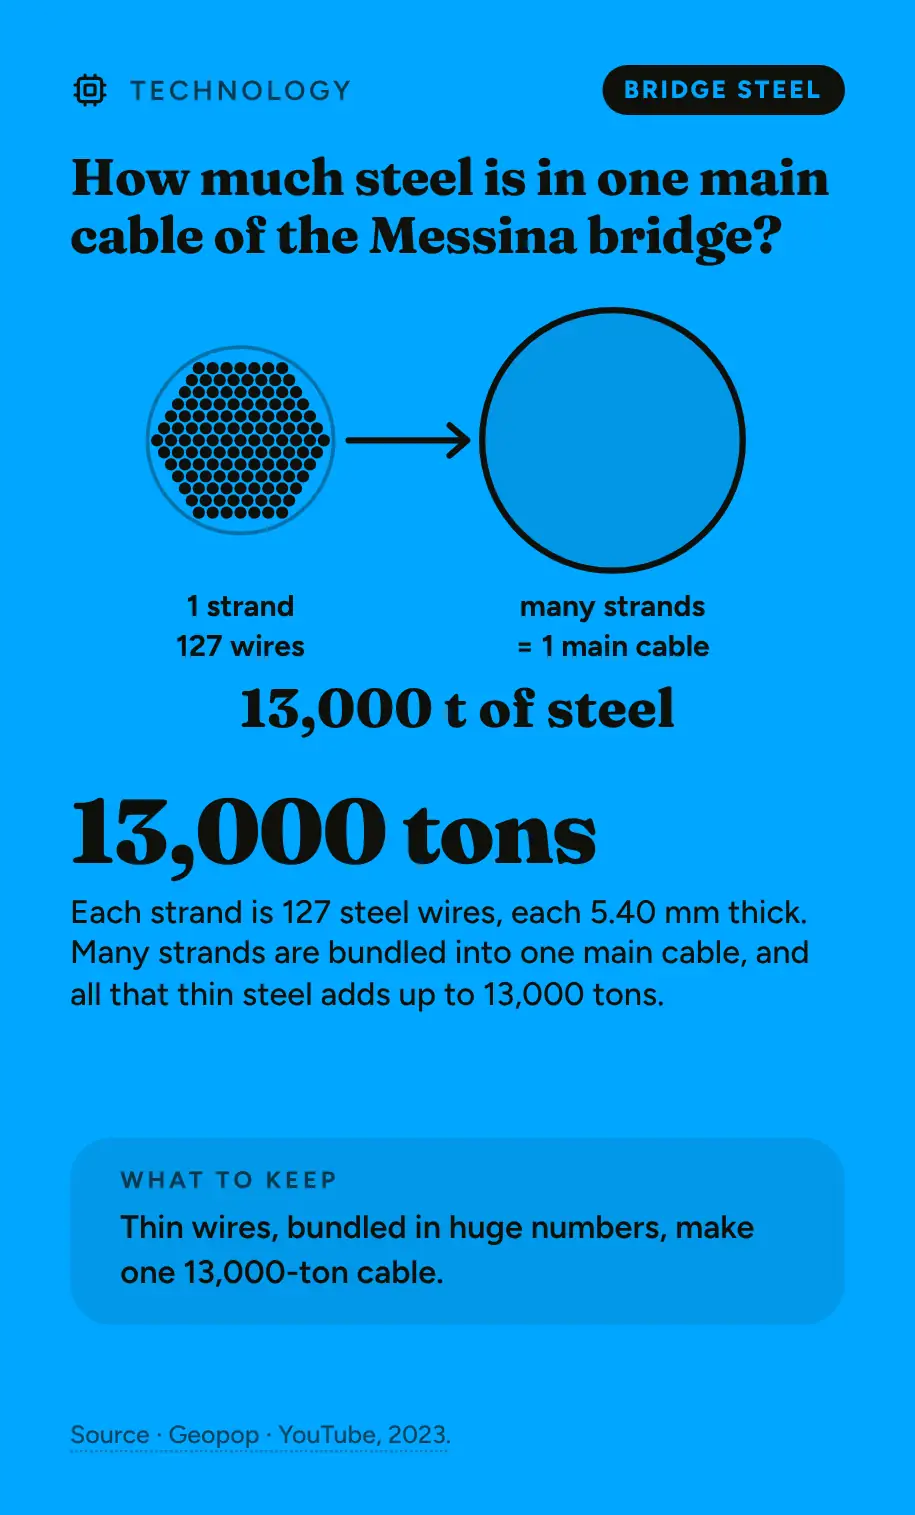 TECHNOLOGY
BRIDGE STEEL
How much steel is in one main
cable of the Messina bridge?
1 strand
127 wires
many strands
= 1 main cable
13,000 t of steel
13,000 tons
Each strand is 127 steel wires, each 5.40 mm thick.
Many strands are bundled into one main cable, and
all that thin steel adds up to 13,000 tons.
WHAT TO KEEP
Thin wires, bundled in huge numbers, make
one 13,000-ton cable.
Source · Geopop · YouTube, 2023.